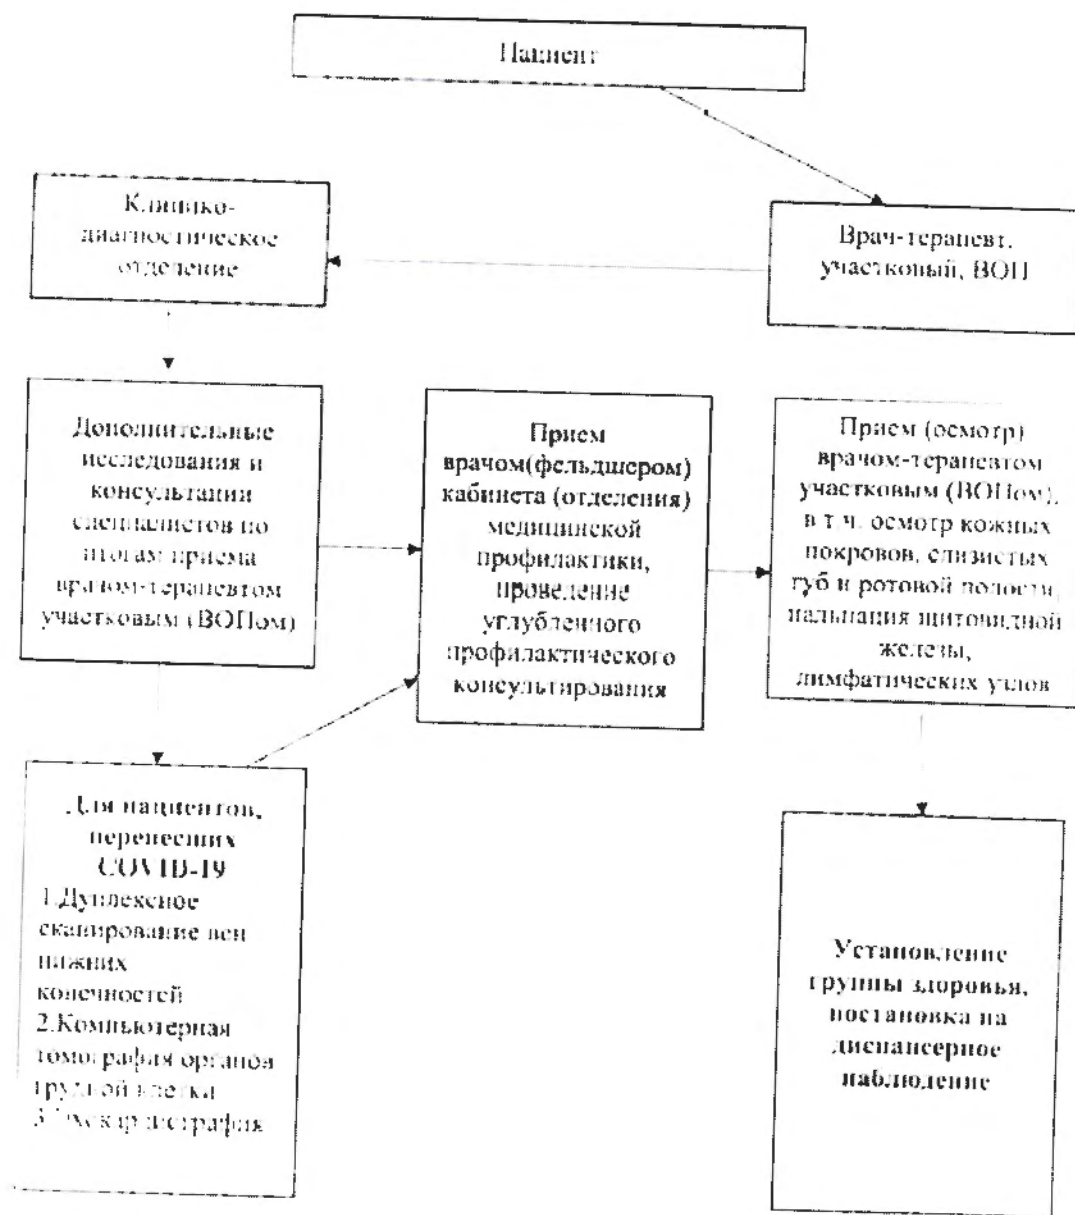 Пациент
Клинико-
диагностическое
отделение
Врач-терапевт,
участковый, ВОП
Дополнительные
исследования и
консультации
специалистов по
итогам приема
врачом-терапевтом
участковым (ВОПом)
Прием
врачом(фельдшером)
кабинета (отделения)
медицинской
профилактики,
проведение
углубленного
профилактического
консультирования
Прием (осмотр)
врачом-терапевтом
участковым (ВОПом),
в т ч. осмотр кожных
покровов, слизистых
губ и ротовой полости,
пальпация щитовидной
железы,
лимфатических узлов
Для пациентов,
перенесших
COVID-19
1.Дуплексное
сканирование вен
нижних
конечностей
2.Компьютерная
томография органов
грудной клетки
3.Эхокардиография
Установление
группы здоровья,
постановка на
диспансерное
наблюдение